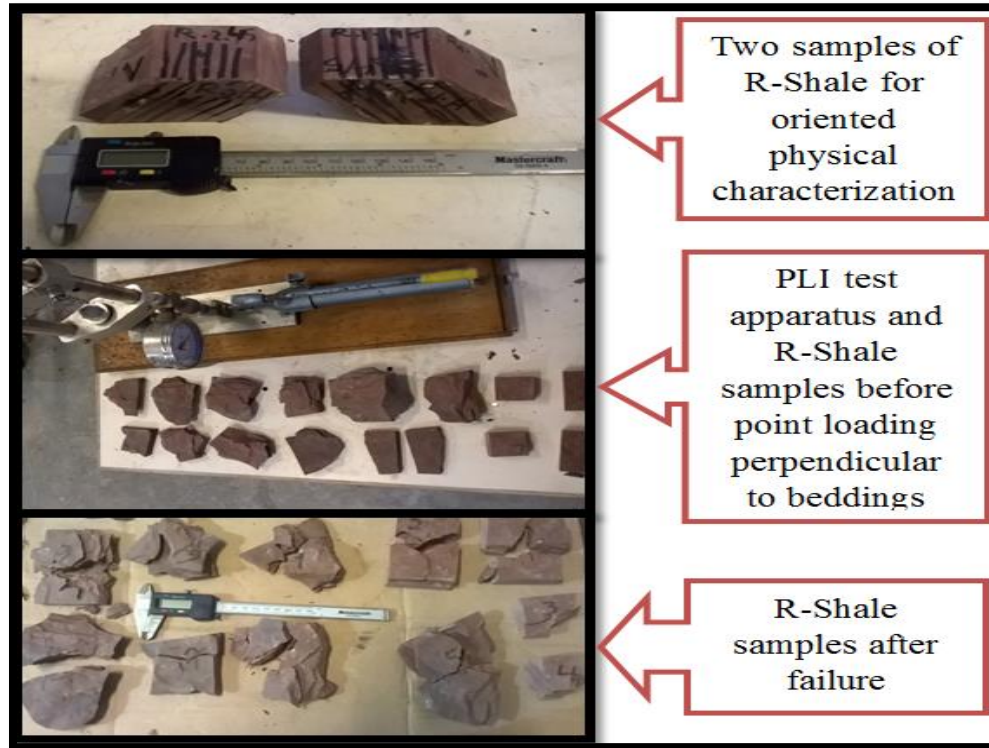 Two samples of
R-Shale for
oriented
physical
characterization
Mastercraft
PLI test
apparatus and
R-Shale
samples before
point loading
perpendicular
to beddings
R-Shale
samples after
failure